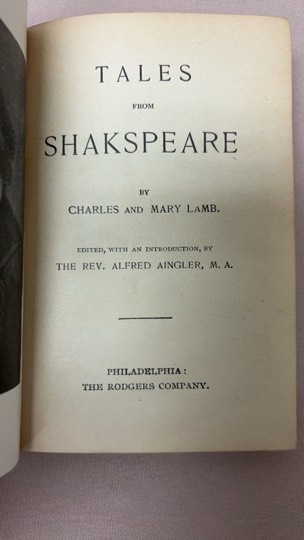 TALES
FROM
SHAKSPEARE
BY
CHARLES AND MARY LAMB.
EDITED, WITH AN INTRODUCTION, BY
THE REV. ALFRED AINGLER, M. A.
PHILADELPHIA:
THE RODGERS COMPANY.